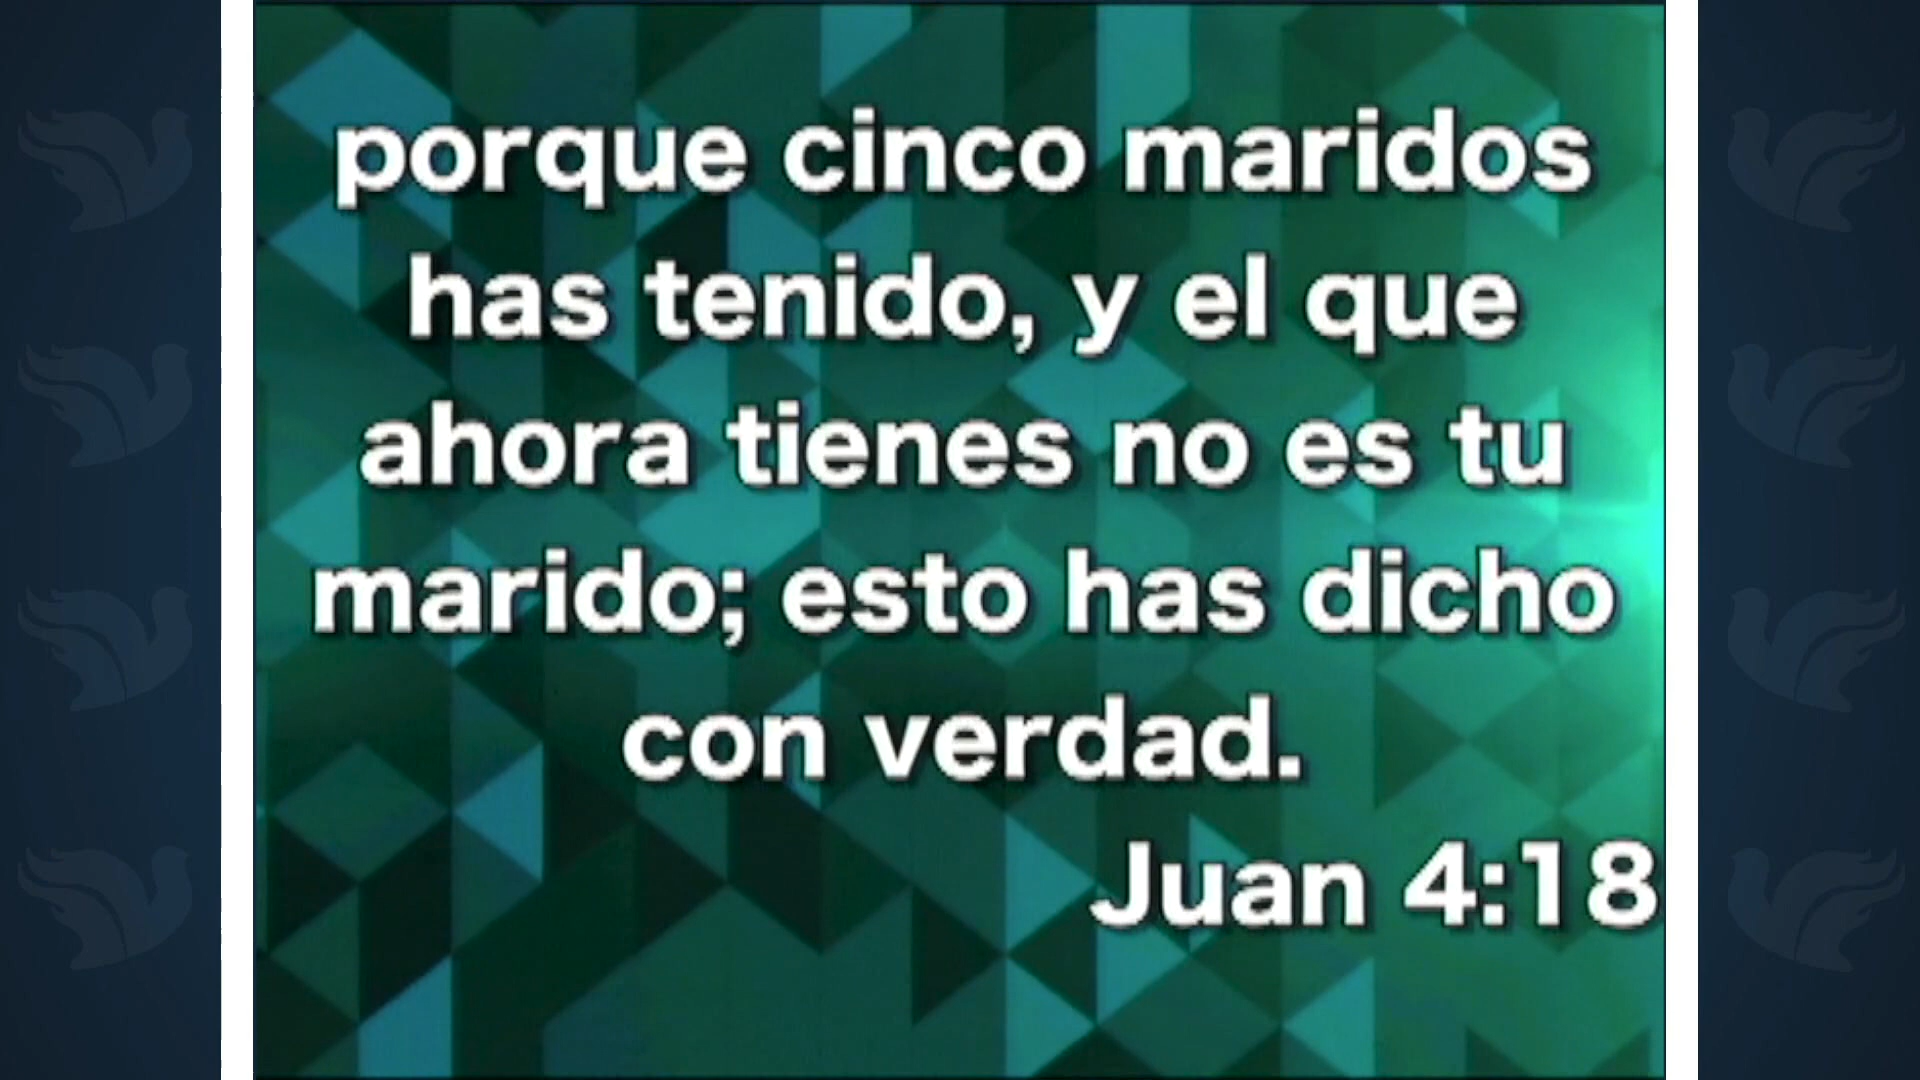 porque cinco maridos
has tenido, y el que
ahora tienes no es tu
marido; esto has dicho
con verdad.
Juan 4:18